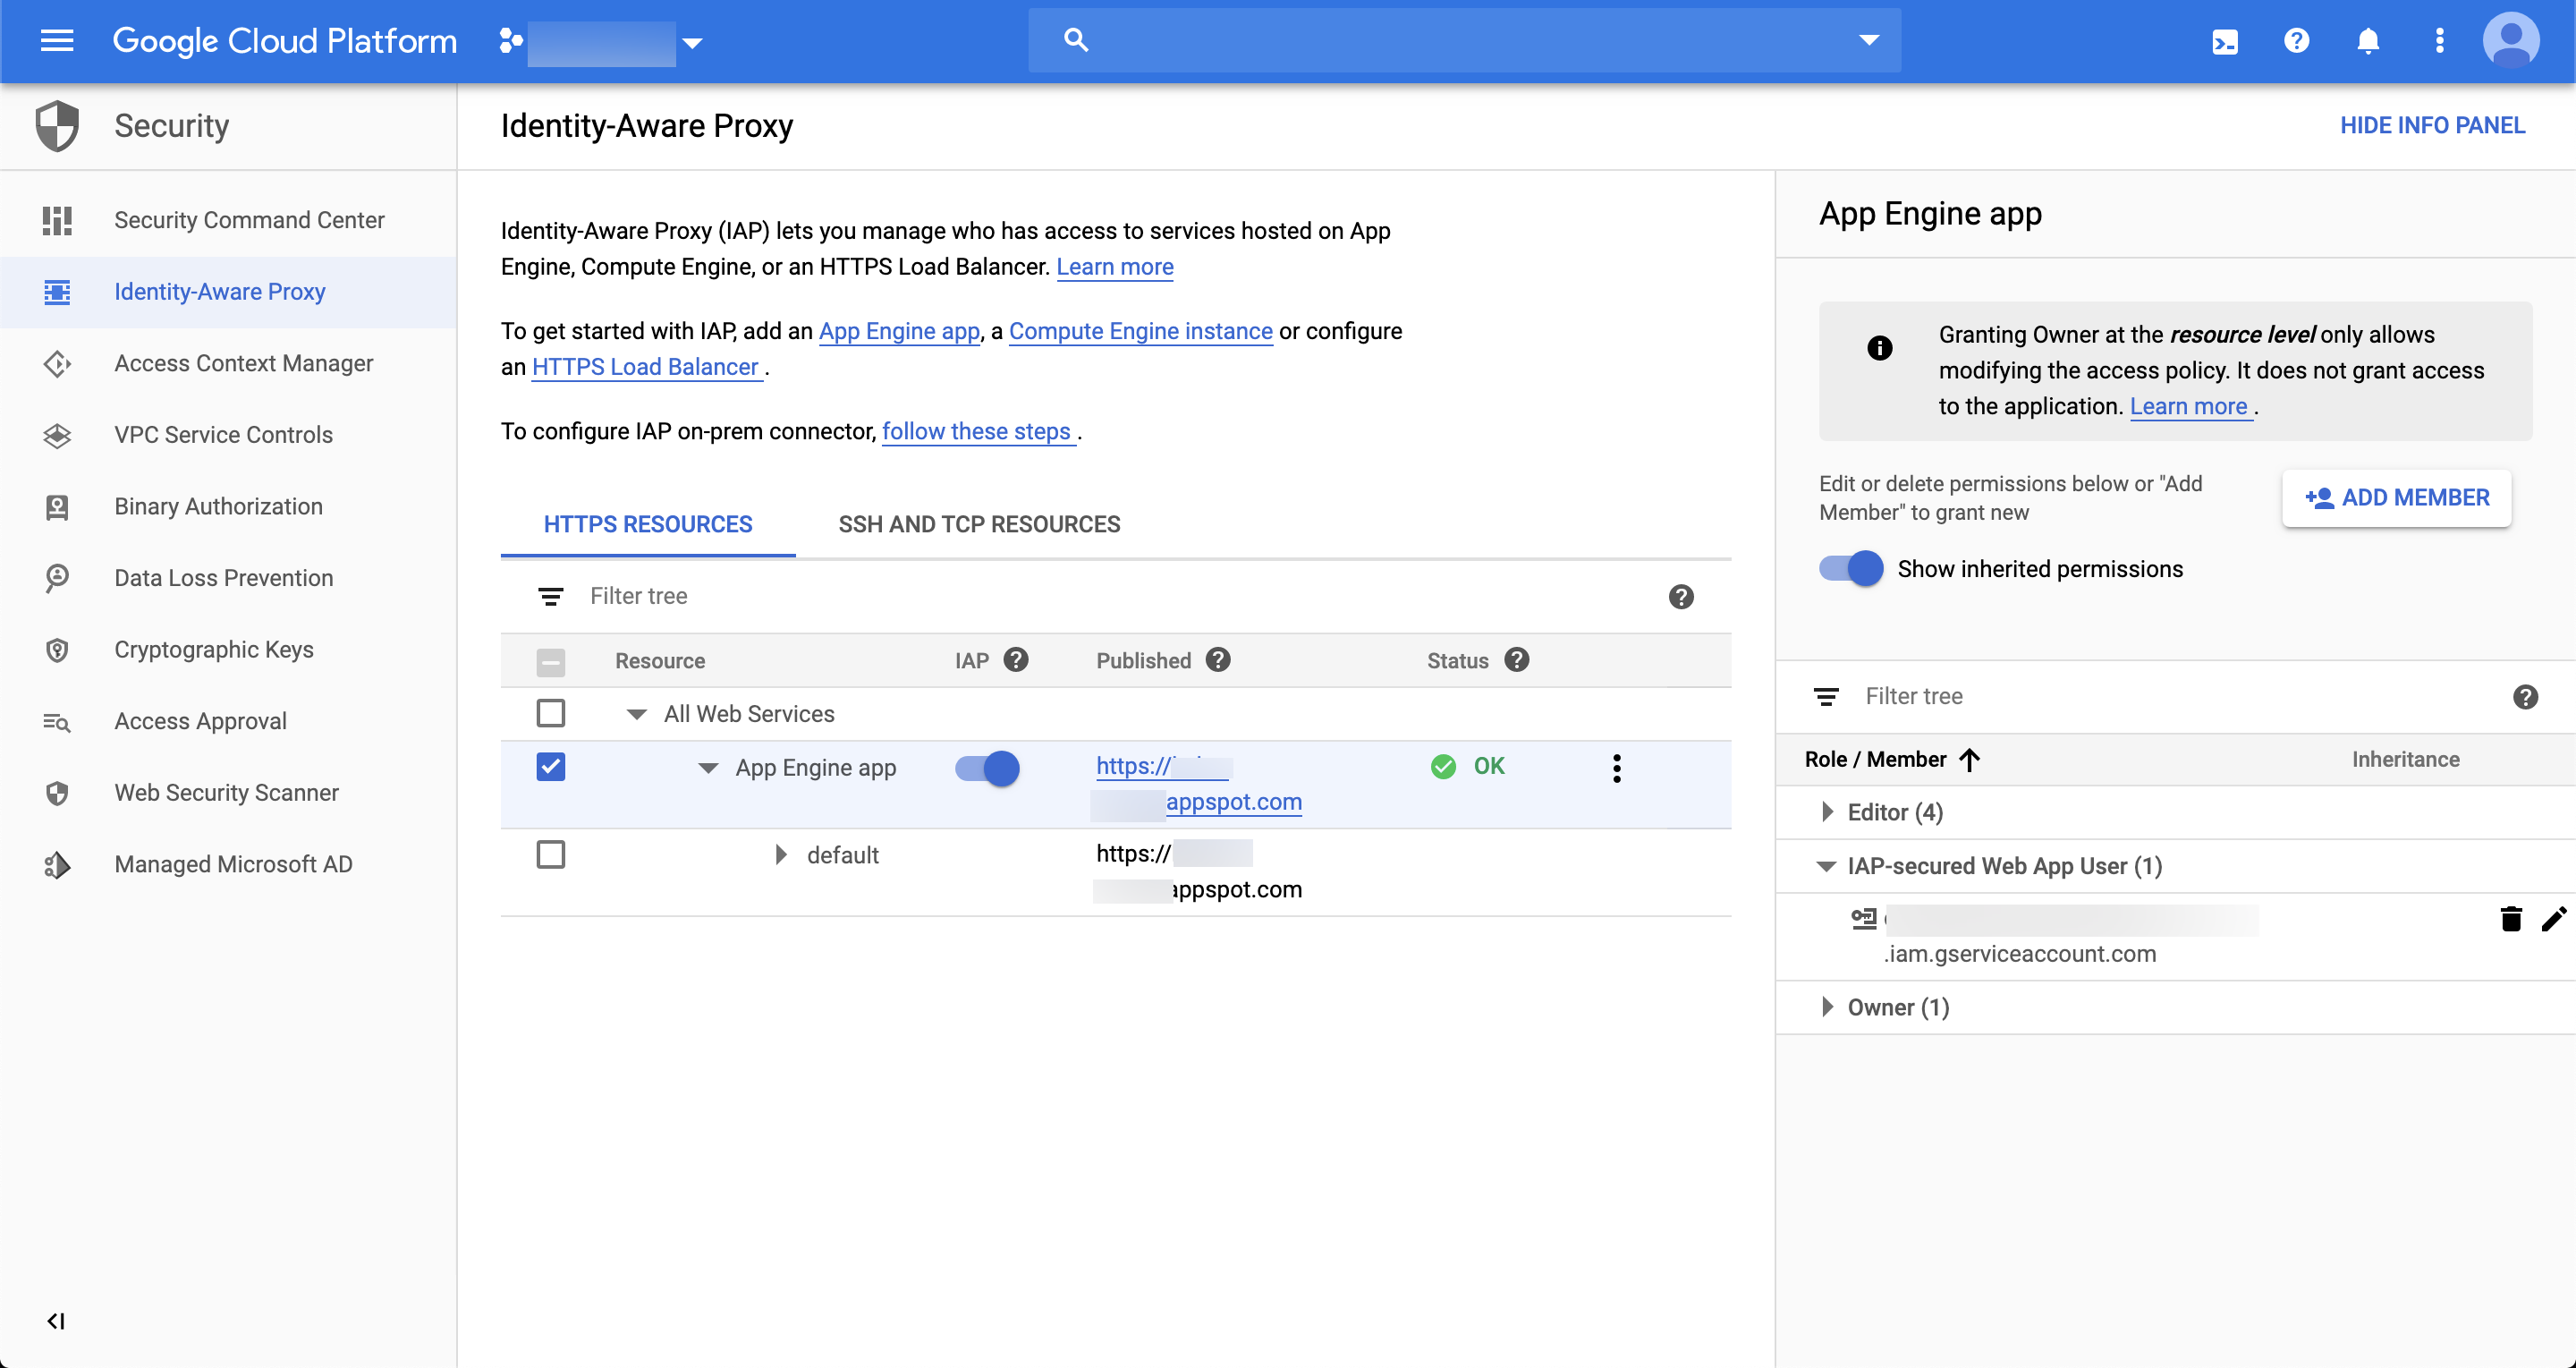 Google Cloud Platform
Security
Identity-Aware Proxy
HIDE INFO PANEL
Security Command Center
Identity-Aware Proxy
Access Context Manager
VPC Service Controls
Binary Authorization
Data Loss Prevention
Cryptographic Keys
Access Approval
Web Security Scanner
Managed Microsoft AD
Identity-Aware Proxy (IAP) lets you manage who has access to services hosted on App
Engine, Compute Engine, or an HTTPS Load Balancer. Learn more
To get started with IAP, add an App Engine app, a Compute Engine instance or configure
an HTTPS Load Balancer .
To configure IAP on-prem connector, follow these steps .
HTTPS RESOURCES SSH AND TCP RESOURCES
Filter tree
Resource IAP Published Status
All Web Services
App Engine app https:// OK
appspot.com
default https://
appspot.com
App Engine app
Granting Owner at the resource level only allows
modifying the access policy. It does not grant access
to the application. Learn more .
Edit or delete permissions below or "Add
Member" to grant new
ADD MEMBER
Show inherited permissions
Filter tree
Role / Member Inheritance
Editor (4)
IAP-secured Web App User (1)
.iam.gserviceaccount.com
Owner (1)